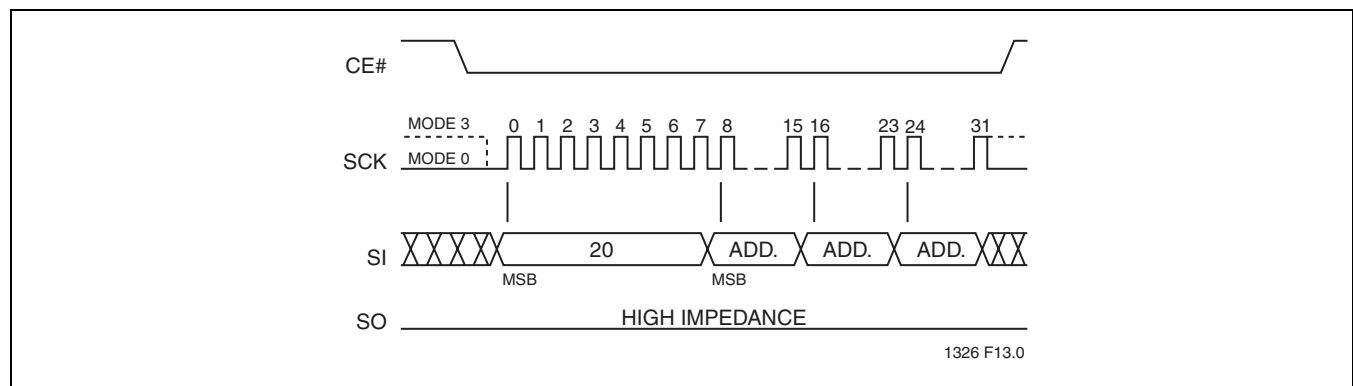 CE#
MODE 3 0 1 2 3 4 5 6 7 8 15 16 23 24 31
SCK MODE 0
SI 20 ADD. ADD. ADD.
MSB MSB
SO HIGH IMPEDANCE
1326 F13.0